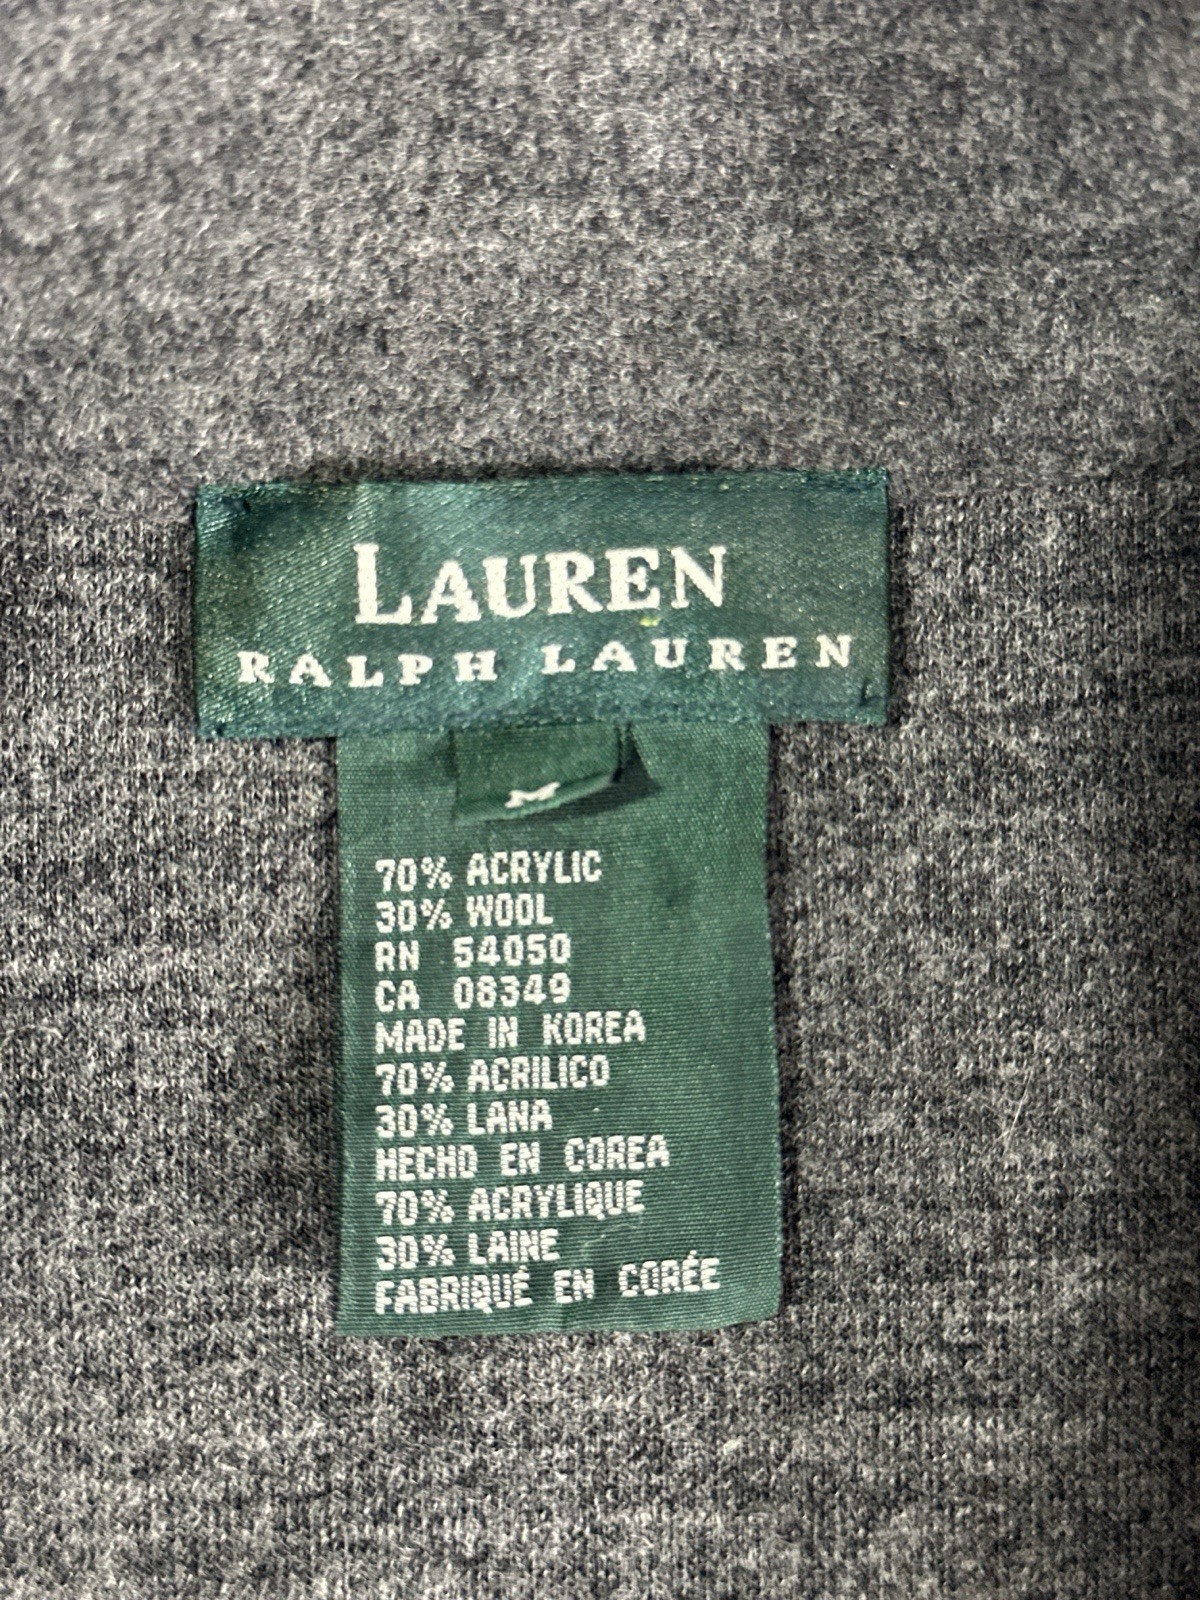 LAUREN
RALPH LAUREN
M
70% ACRYLIC
30% WOOL
RN 54050
CA 08349
MADE IN KOREA
70% ACRILICO
30% LANA
HECHO EN COREA
70% ACRYLIQUE
30% LAINE
FABRIQUÉ EN CORÉE